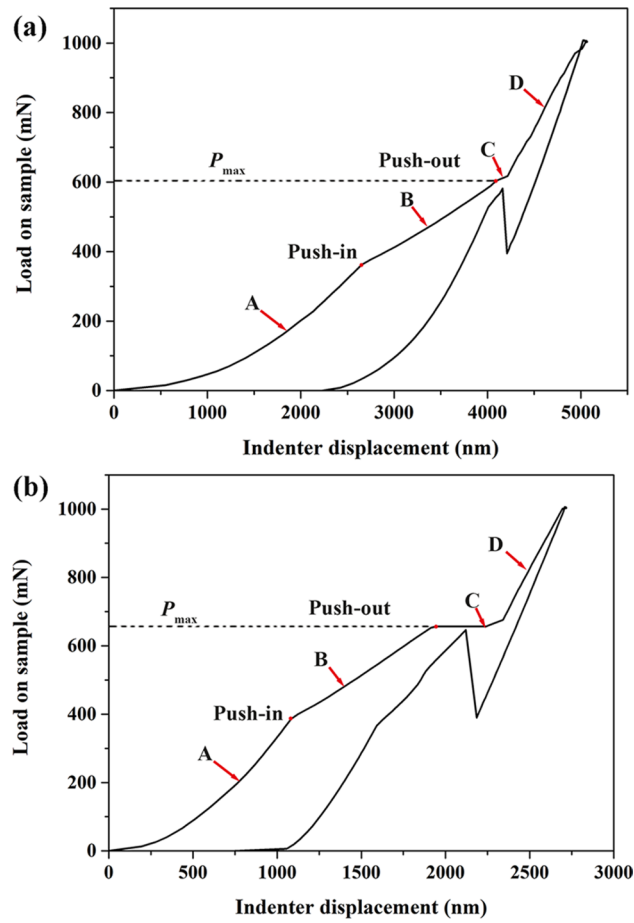 (a)
1000
800
600
400
200
0
Load on sample (mN)
P_max
Push-out
C
D
B
Push-in
A
0 1000 2000 3000 4000 5000
Indenter displacement (nm)
(b)
1000
800
600
400
200
0
Load on sample (mN)
P_max
Push-out
C
D
B
Push-in
A
0 500 1000 1500 2000 2500 3000
Indenter displacement (nm)